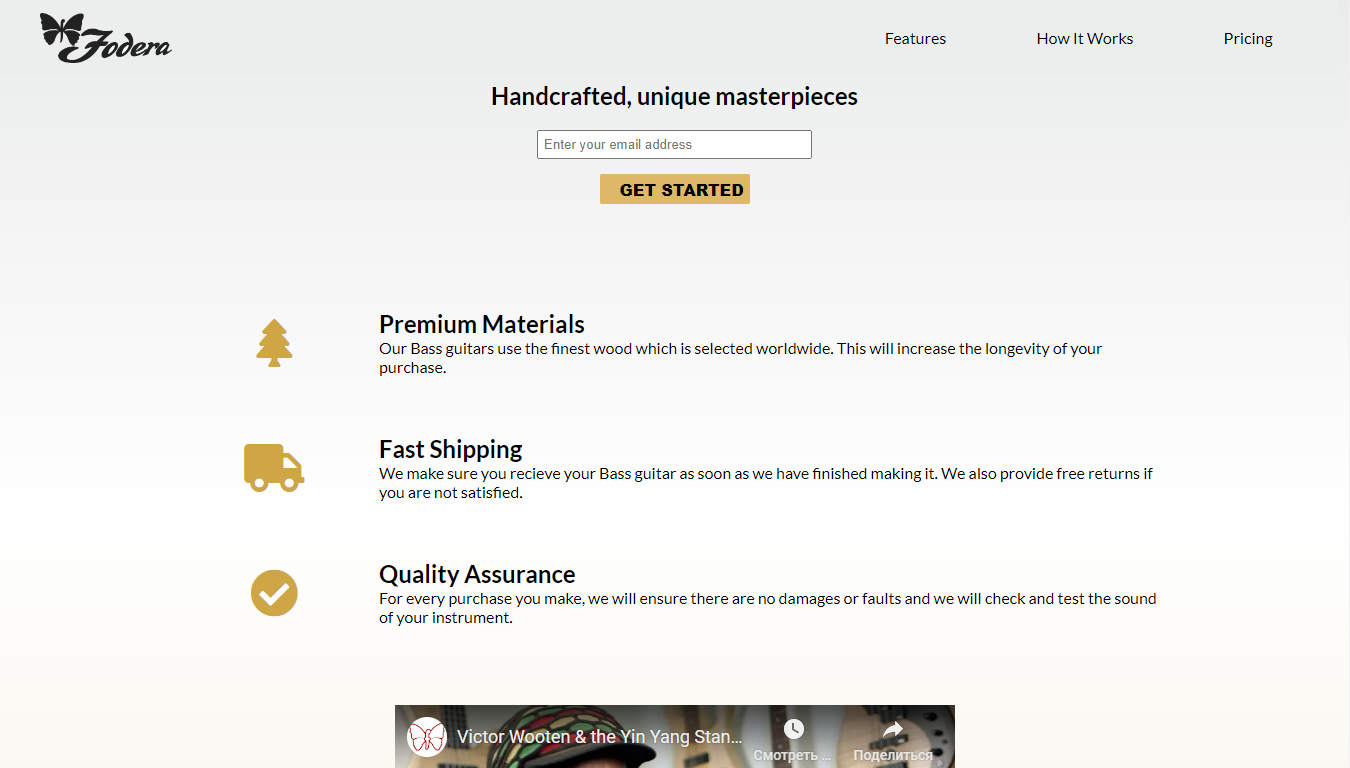 Fodera
Features
How It Works
Pricing
Handcrafted, unique masterpieces
Enter your email address
GET STARTED
Premium Materials
Our Bass guitars use the finest wood which is selected worldwide. This will increase the longevity of your
purchase.
Fast Shipping
We make sure you recieve your Bass guitar as soon as we have finished making it. We also provide free returns if
you are not satisfied.
Quality Assurance
For every purchase you make, we will ensure there are no damages or faults and we will check and test the sound
of your instrument.
Victor Wooten & the Yin Yang Stan...
Смотреть ...
Поделиться